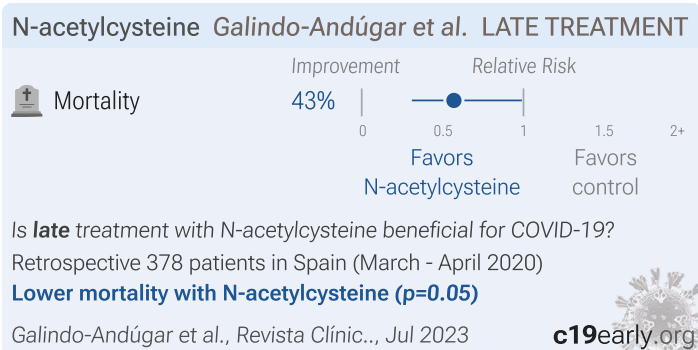 N-acetylcysteine Galindo-Andúgar et al. LATE TREATMENT
Improvement Relative Risk
Mortality 43%
0 0.5 1 1.5 2+
Favors Favors
N-acetylcysteine control
Is late treatment with N-acetylcysteine beneficial for COVID-19?
Retrospective 378 patients in Spain (March - April 2020)
Lower mortality with N-acetylcysteine (p=0.05)
Galindo-Andúgar et al., Revista Clínic.., Jul 2023 c19early.org